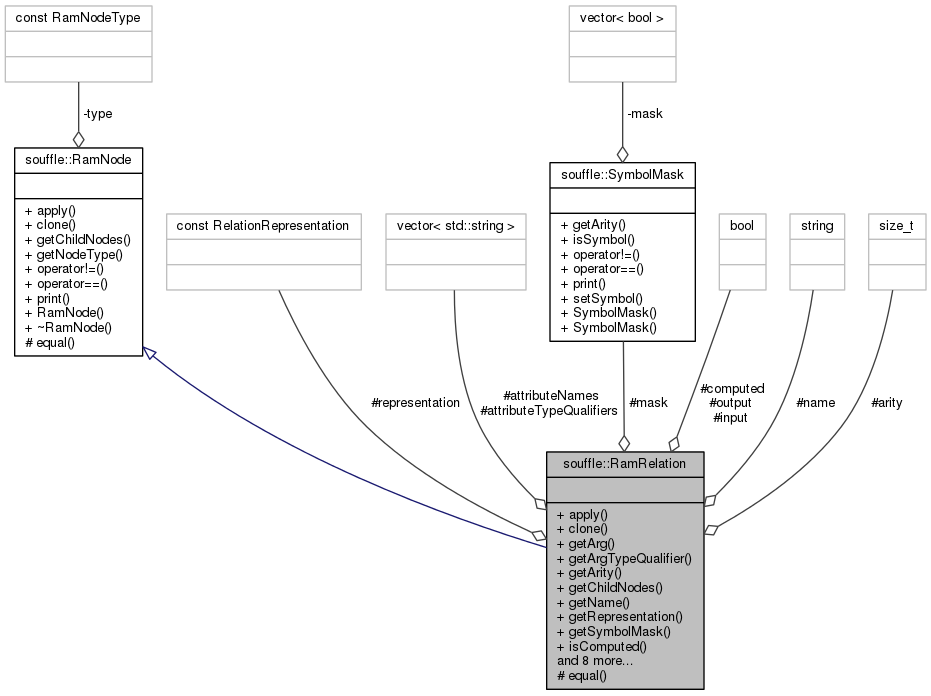 const RamNodeType
vector< bool >
-type
-mask
souffle::RamNode
+ apply()
+ clone()
+ getChildNodes()
+ getNodeType()
+ operator!=()
+ operator==()
+ print()
+ RamNode()
+ ~RamNode()
# equal()
const RelationRepresentation
vector< std::string >
souffle::SymbolMask
+ getArity()
+ isSymbol()
+ operator!=()
+ operator==()
+ print()
+ setSymbol()
+ SymbolMask()
+ SymbolMask()
bool
string
size_t
#representation
#attributeNames
#attributeTypeQualifiers
#mask
#computed
#output
#input
#name
#arity
souffle::RamRelation
+ apply()
+ clone()
+ getArg()
+ getArgTypeQualifier()
+ getArity()
+ getChildNodes()
+ getName()
+ getRepresentation()
+ getSymbolMask()
+ isComputed()
and 8 more...
# equal()